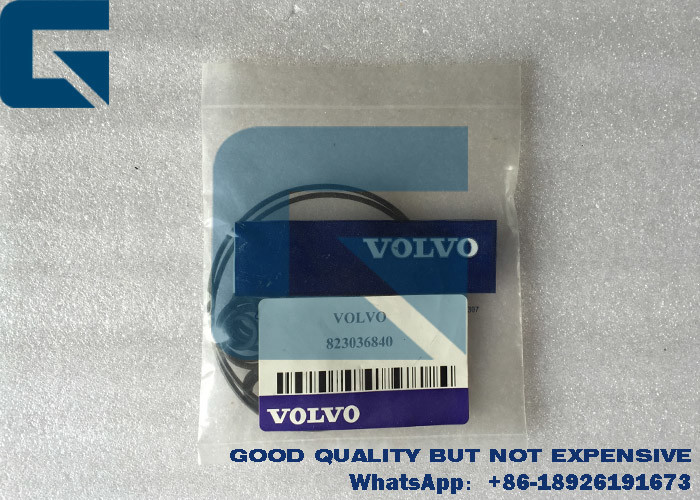 VOLVO
VOLVO
823036840
VOLVO
GOOD QUALITY BUT NOT EXPENSIVE
WhatsApp: +86-18926191673